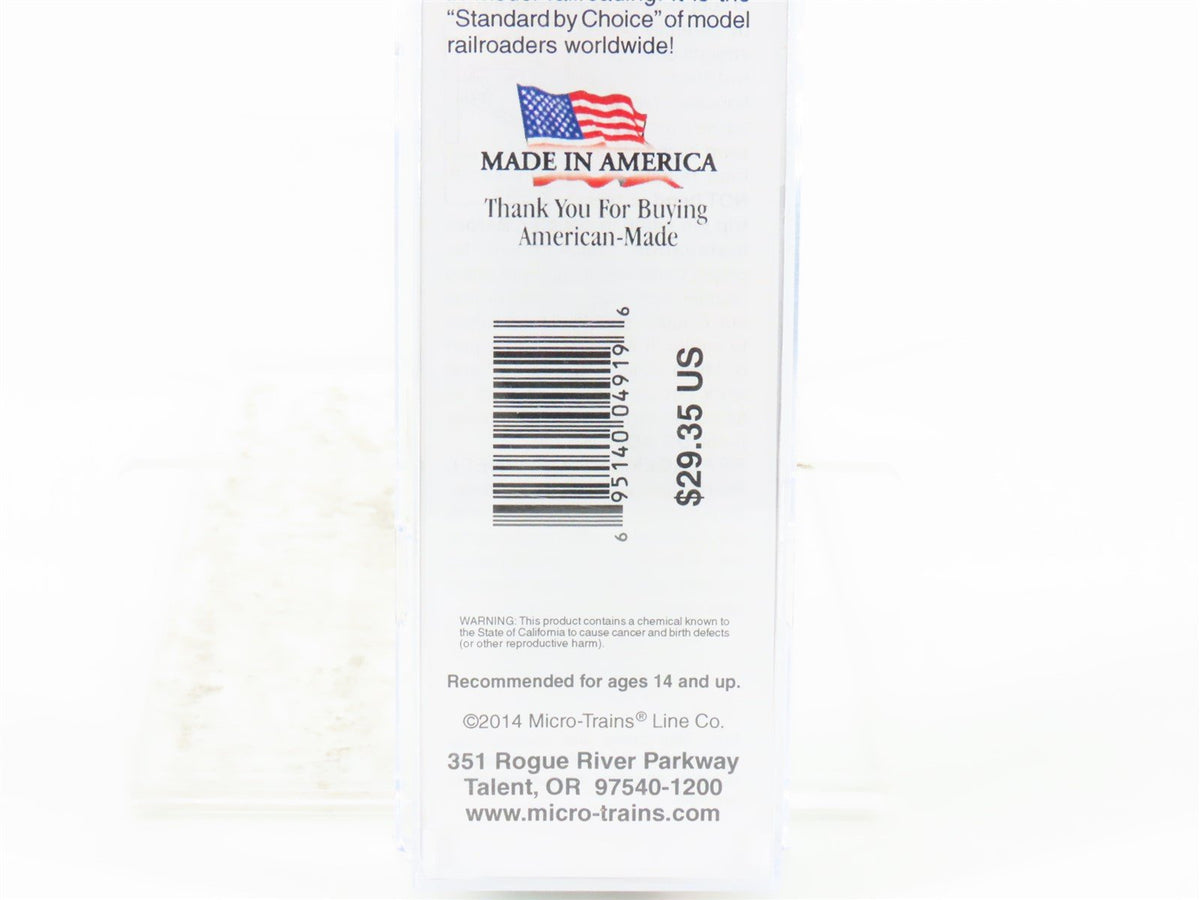 "Standard by Choice" of model
railroaders worldwide!
MADE IN AMERICA
Thank You For Buying
American-Made
6 95140 04919 6
$29.35 US
WARNING: This product contains a chemical known to
the State of California to cause cancer and birth defects
(or other reproductive harm).
Recommended for ages 14 and up.
©2014 Micro-Trains® Line Co.
351 Rogue River Parkway
Talent, OR 97540-1200
www.micro-trains.com